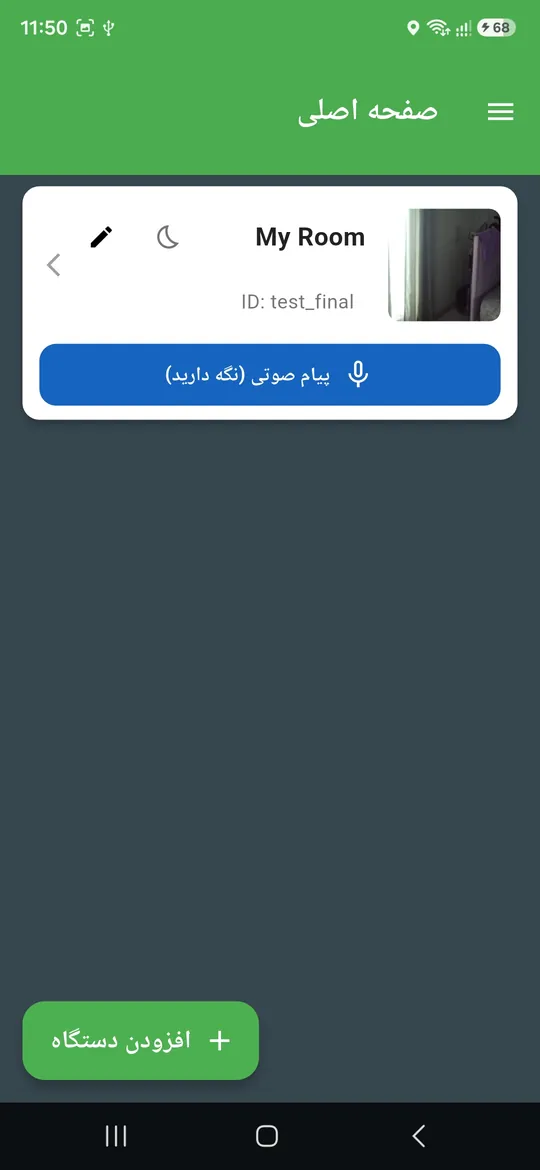 11:50
68
صفحه اصلی
My Room
ID: test_final
پیام صوتی (نگه دارید)
افزودن دستگاه